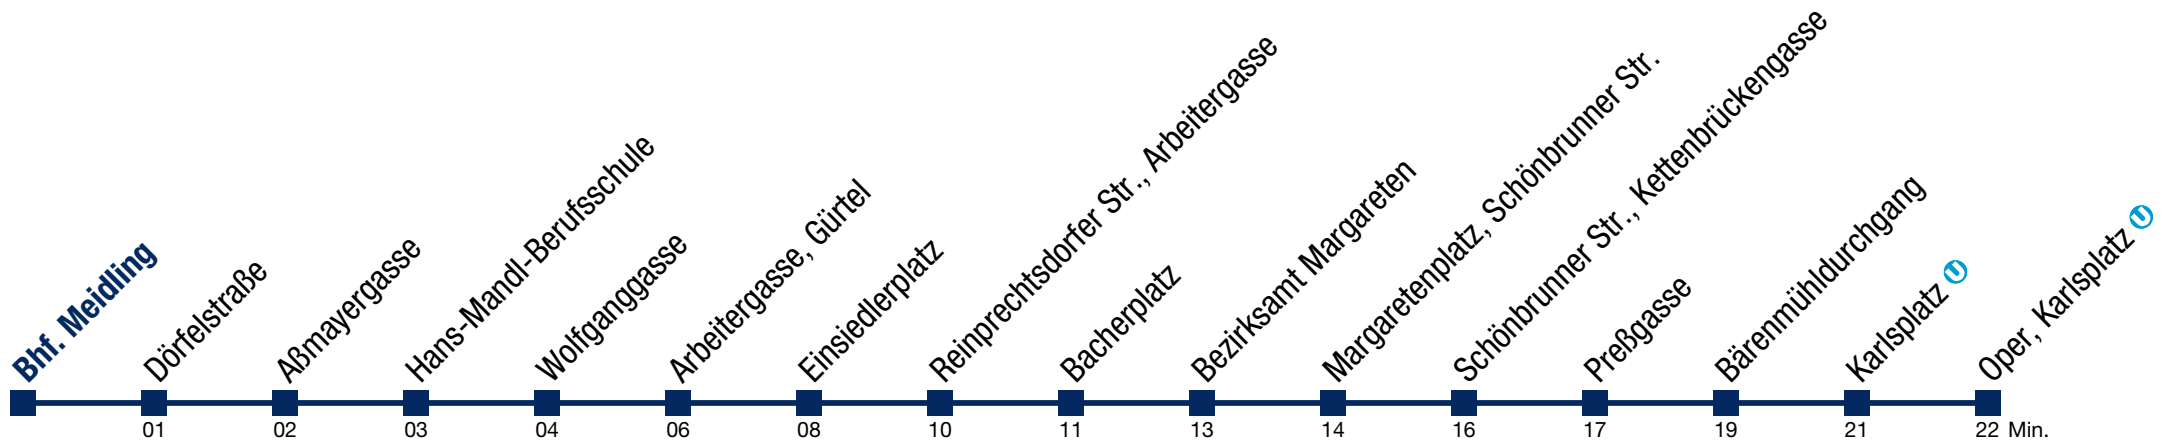 Bhf. Meidling
Dörfelstraße
Aßmayergasse
Hans-Mandl-Berufsschule
Wolfganggasse
Arbeitergasse, Gürtel
Einsiedlerplatz
Reinprechtsdorfer Str., Arbeitergasse
Bacherplatz
Bezirksamt Margareten
Margaretenplatz, Schönbrunner Str.
Schönbrunner Str., Kettenbrückengasse
Preßgasse
Bärenmühldurchgang
Karlsplatz U
Oper, Karlsplatz U
01 02 03 04 06 08 10 11 13 14 16 17 19 21 22 Min.